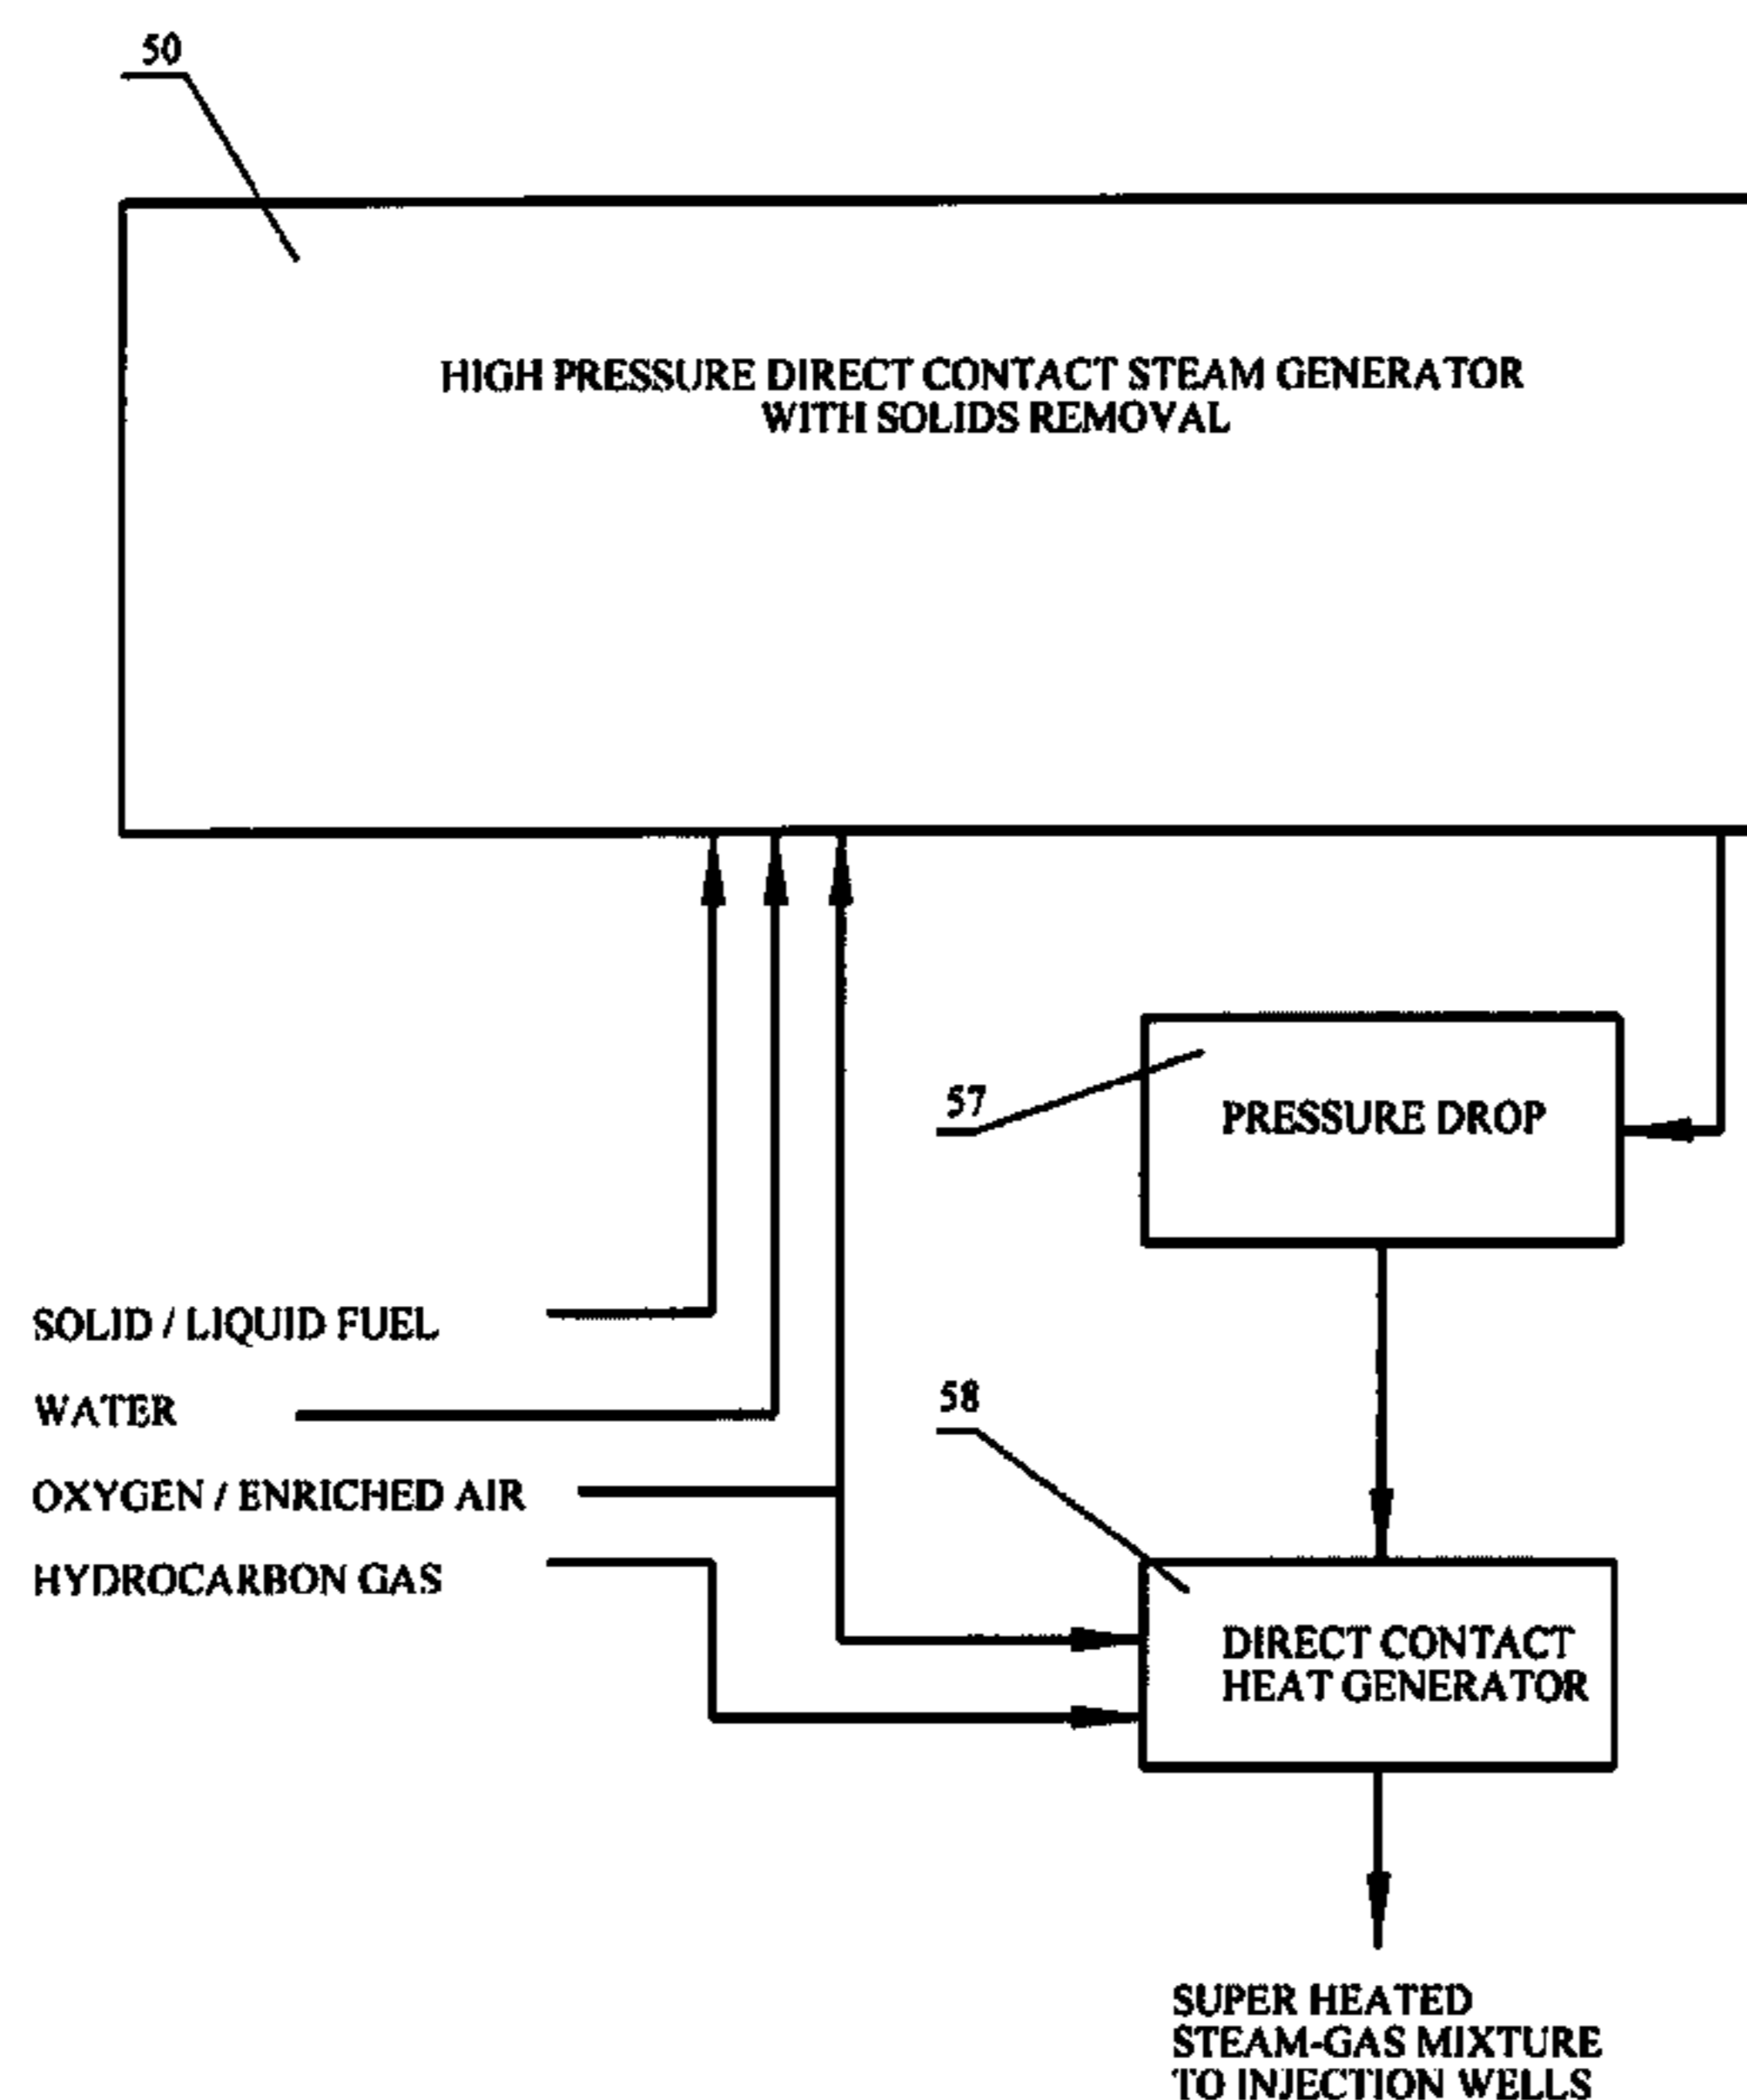 50
HIGH PRESSURE DIRECT CONTACT STEAM GENERATOR
WITH SOLIDS REMOVAL
57
PRESSURE DROP
SOLID / LIQUID FUEL
WATER
58
OXYGEN / ENRICHED AIR
HYDROCARBON GAS
DIRECT CONTACT
HEAT GENERATOR
SUPER HEATED
STEAM-GAS MIXTURE
TO INJECTION WELLS